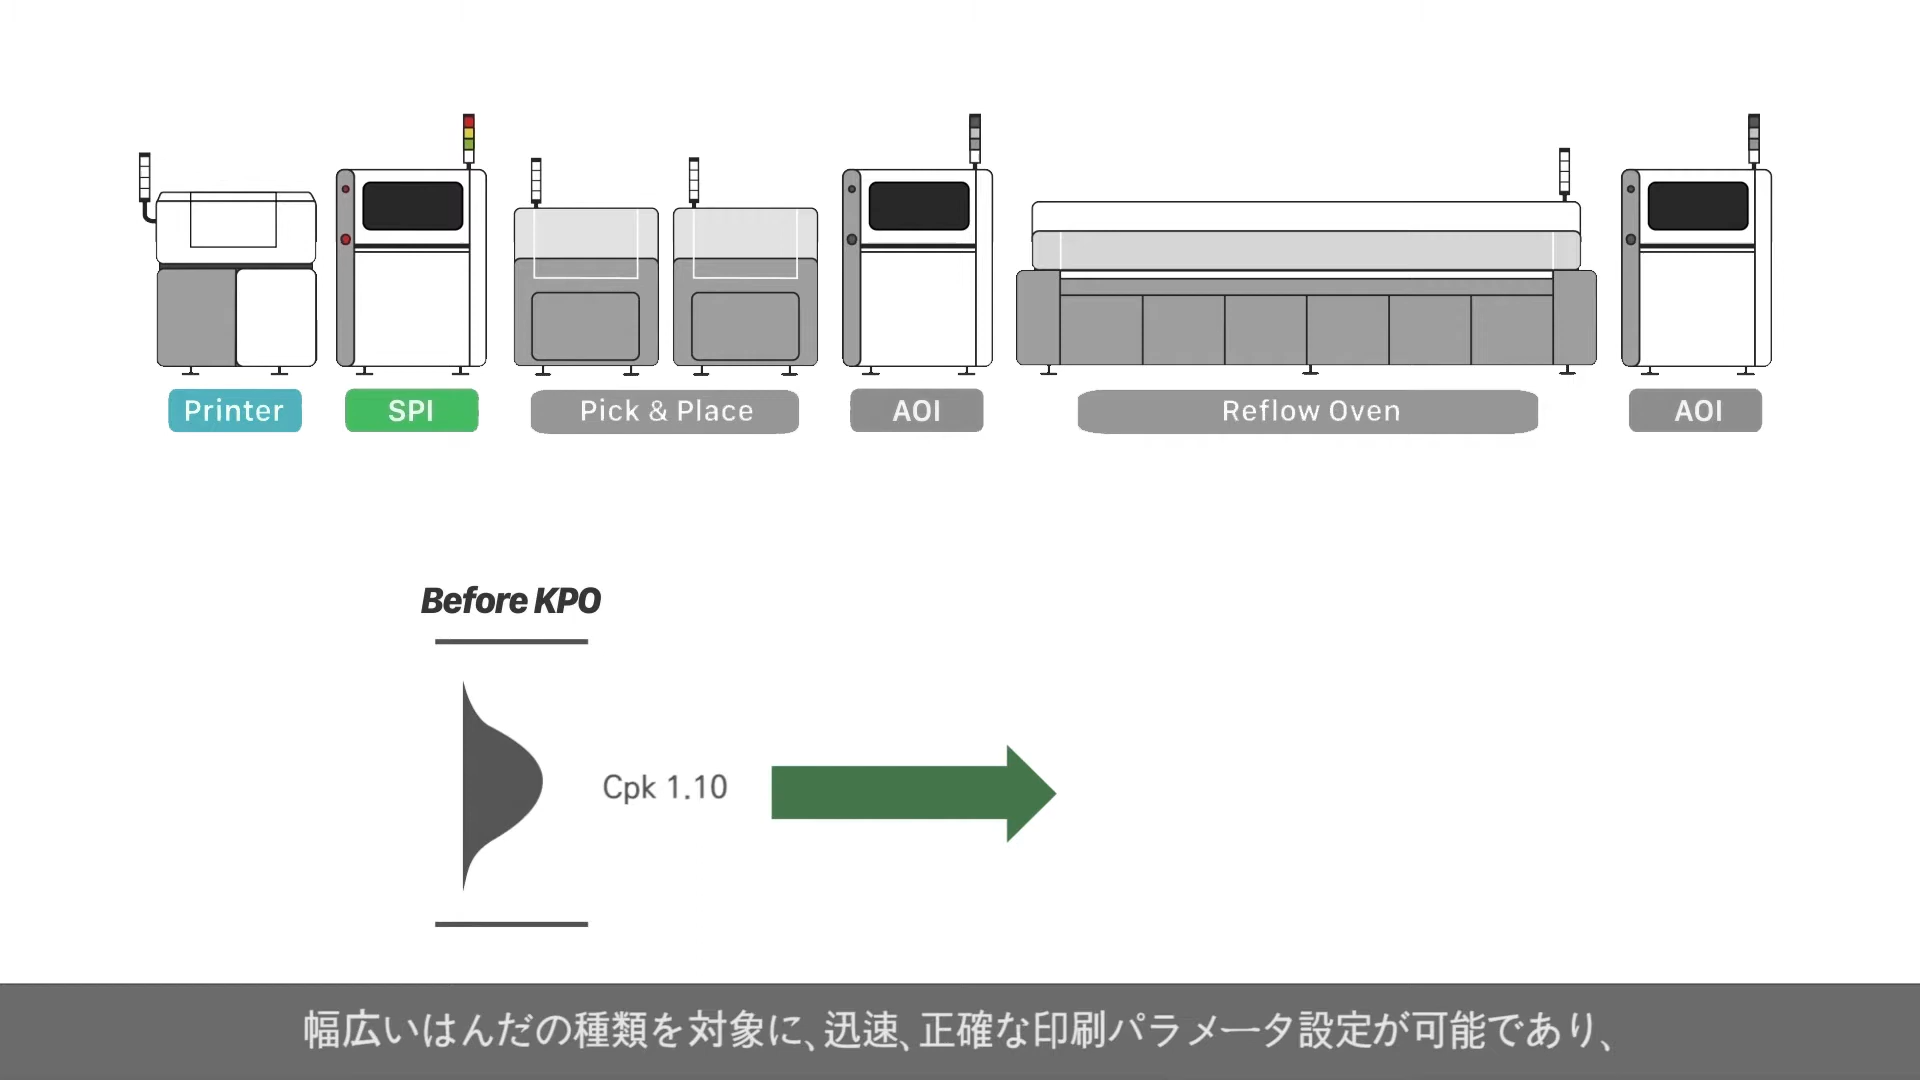 Printer
SPI
Pick & Place
AOI
Reflow Oven
AOI
Before KPO
Cpk 1.10
幅広いはんだの種類を対象に、迅速、正確な印刷パラメータ設定が可能であり、